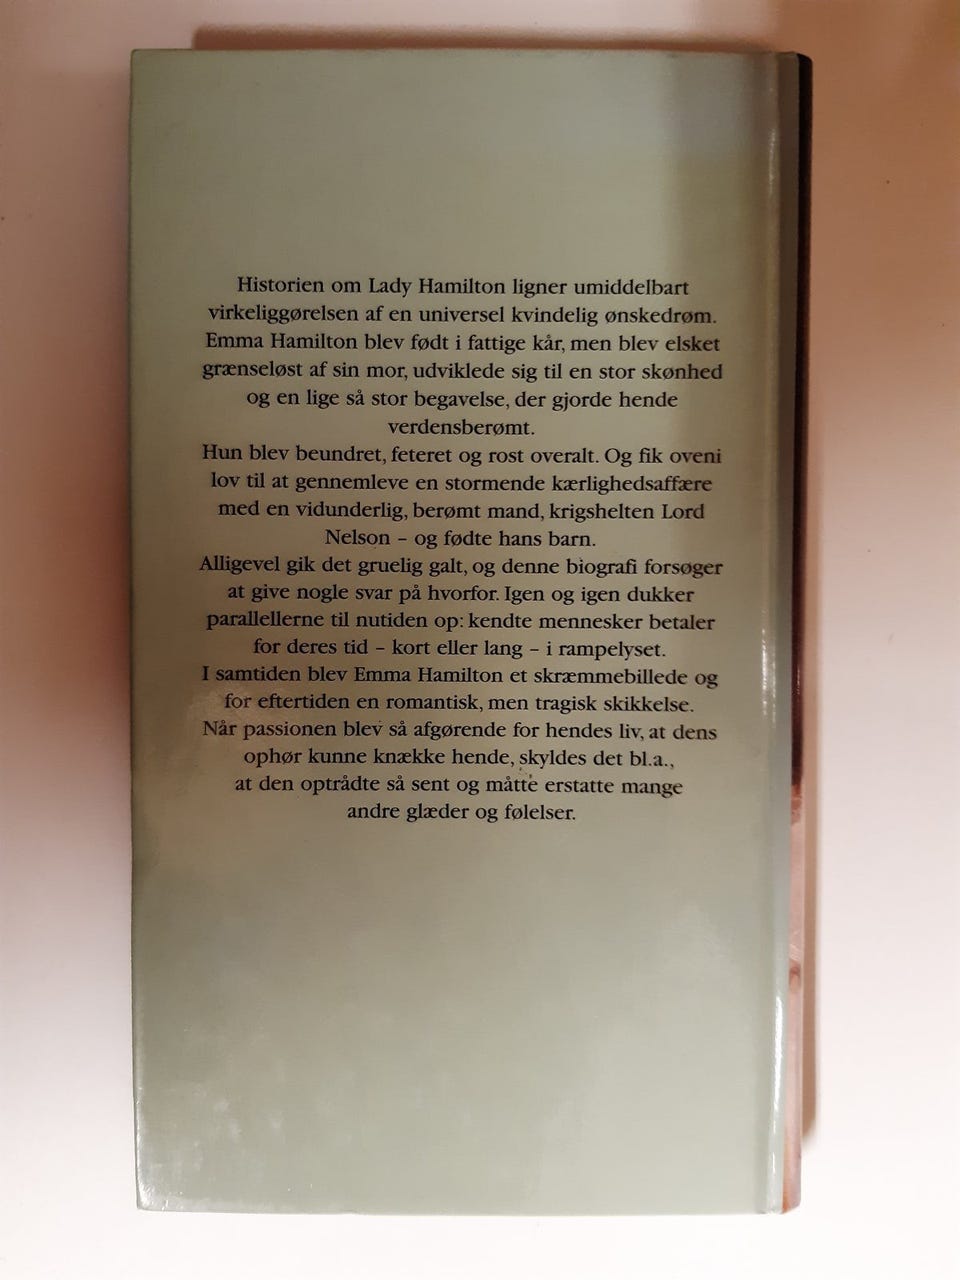 Historien om Lady Hamilton ligner umiddelbart
virkeliggørelsen af en universel kvindelig ønskedrøm.
Emma Hamilton blev født i fattige kår, men blev elsket
grænseløst af sin mor, udviklede sig til en stor skønhed
og en lige så stor begavelse, der gjorde hende
verdensberømt.
Hun blev beundret, feteret og rost overalt. Og fik oveni
lov til at gennemleve en stormende kærlighedsaffære
med en vidunderlig, berømt mand, krigshelten Lord
Nelson – og fødte hans barn.
Alligevel gik det gruelig galt, og denne biografi forsøger
at give nogle svar på hvorfor. Igen og igen dukker
parallellerne til nutiden op: kendte mennesker betaler
for deres tid – kort eller lang – i rampelyset.
I samtiden blev Emma Hamilton et skræmmebillede og
for eftertiden en romantisk, men tragisk skikkelse.
Når passionen blev så afgørende for hendes liv, at dens
ophør kunne knække hende, skyldes det bl.a.,
at den optrådte så sent og måtte erstatte mange
andre glæder og følelser.